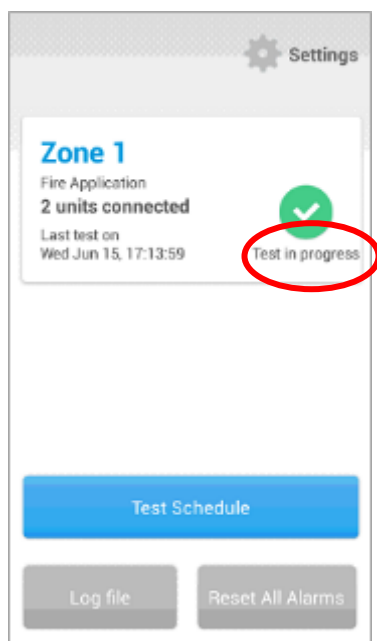 Settings
Zone 1
Fire Application
2 units connected
Last test on
Wed Jun 15, 17:13:59
Test in progress
Test Schedule
Log file
Reset All Alarms